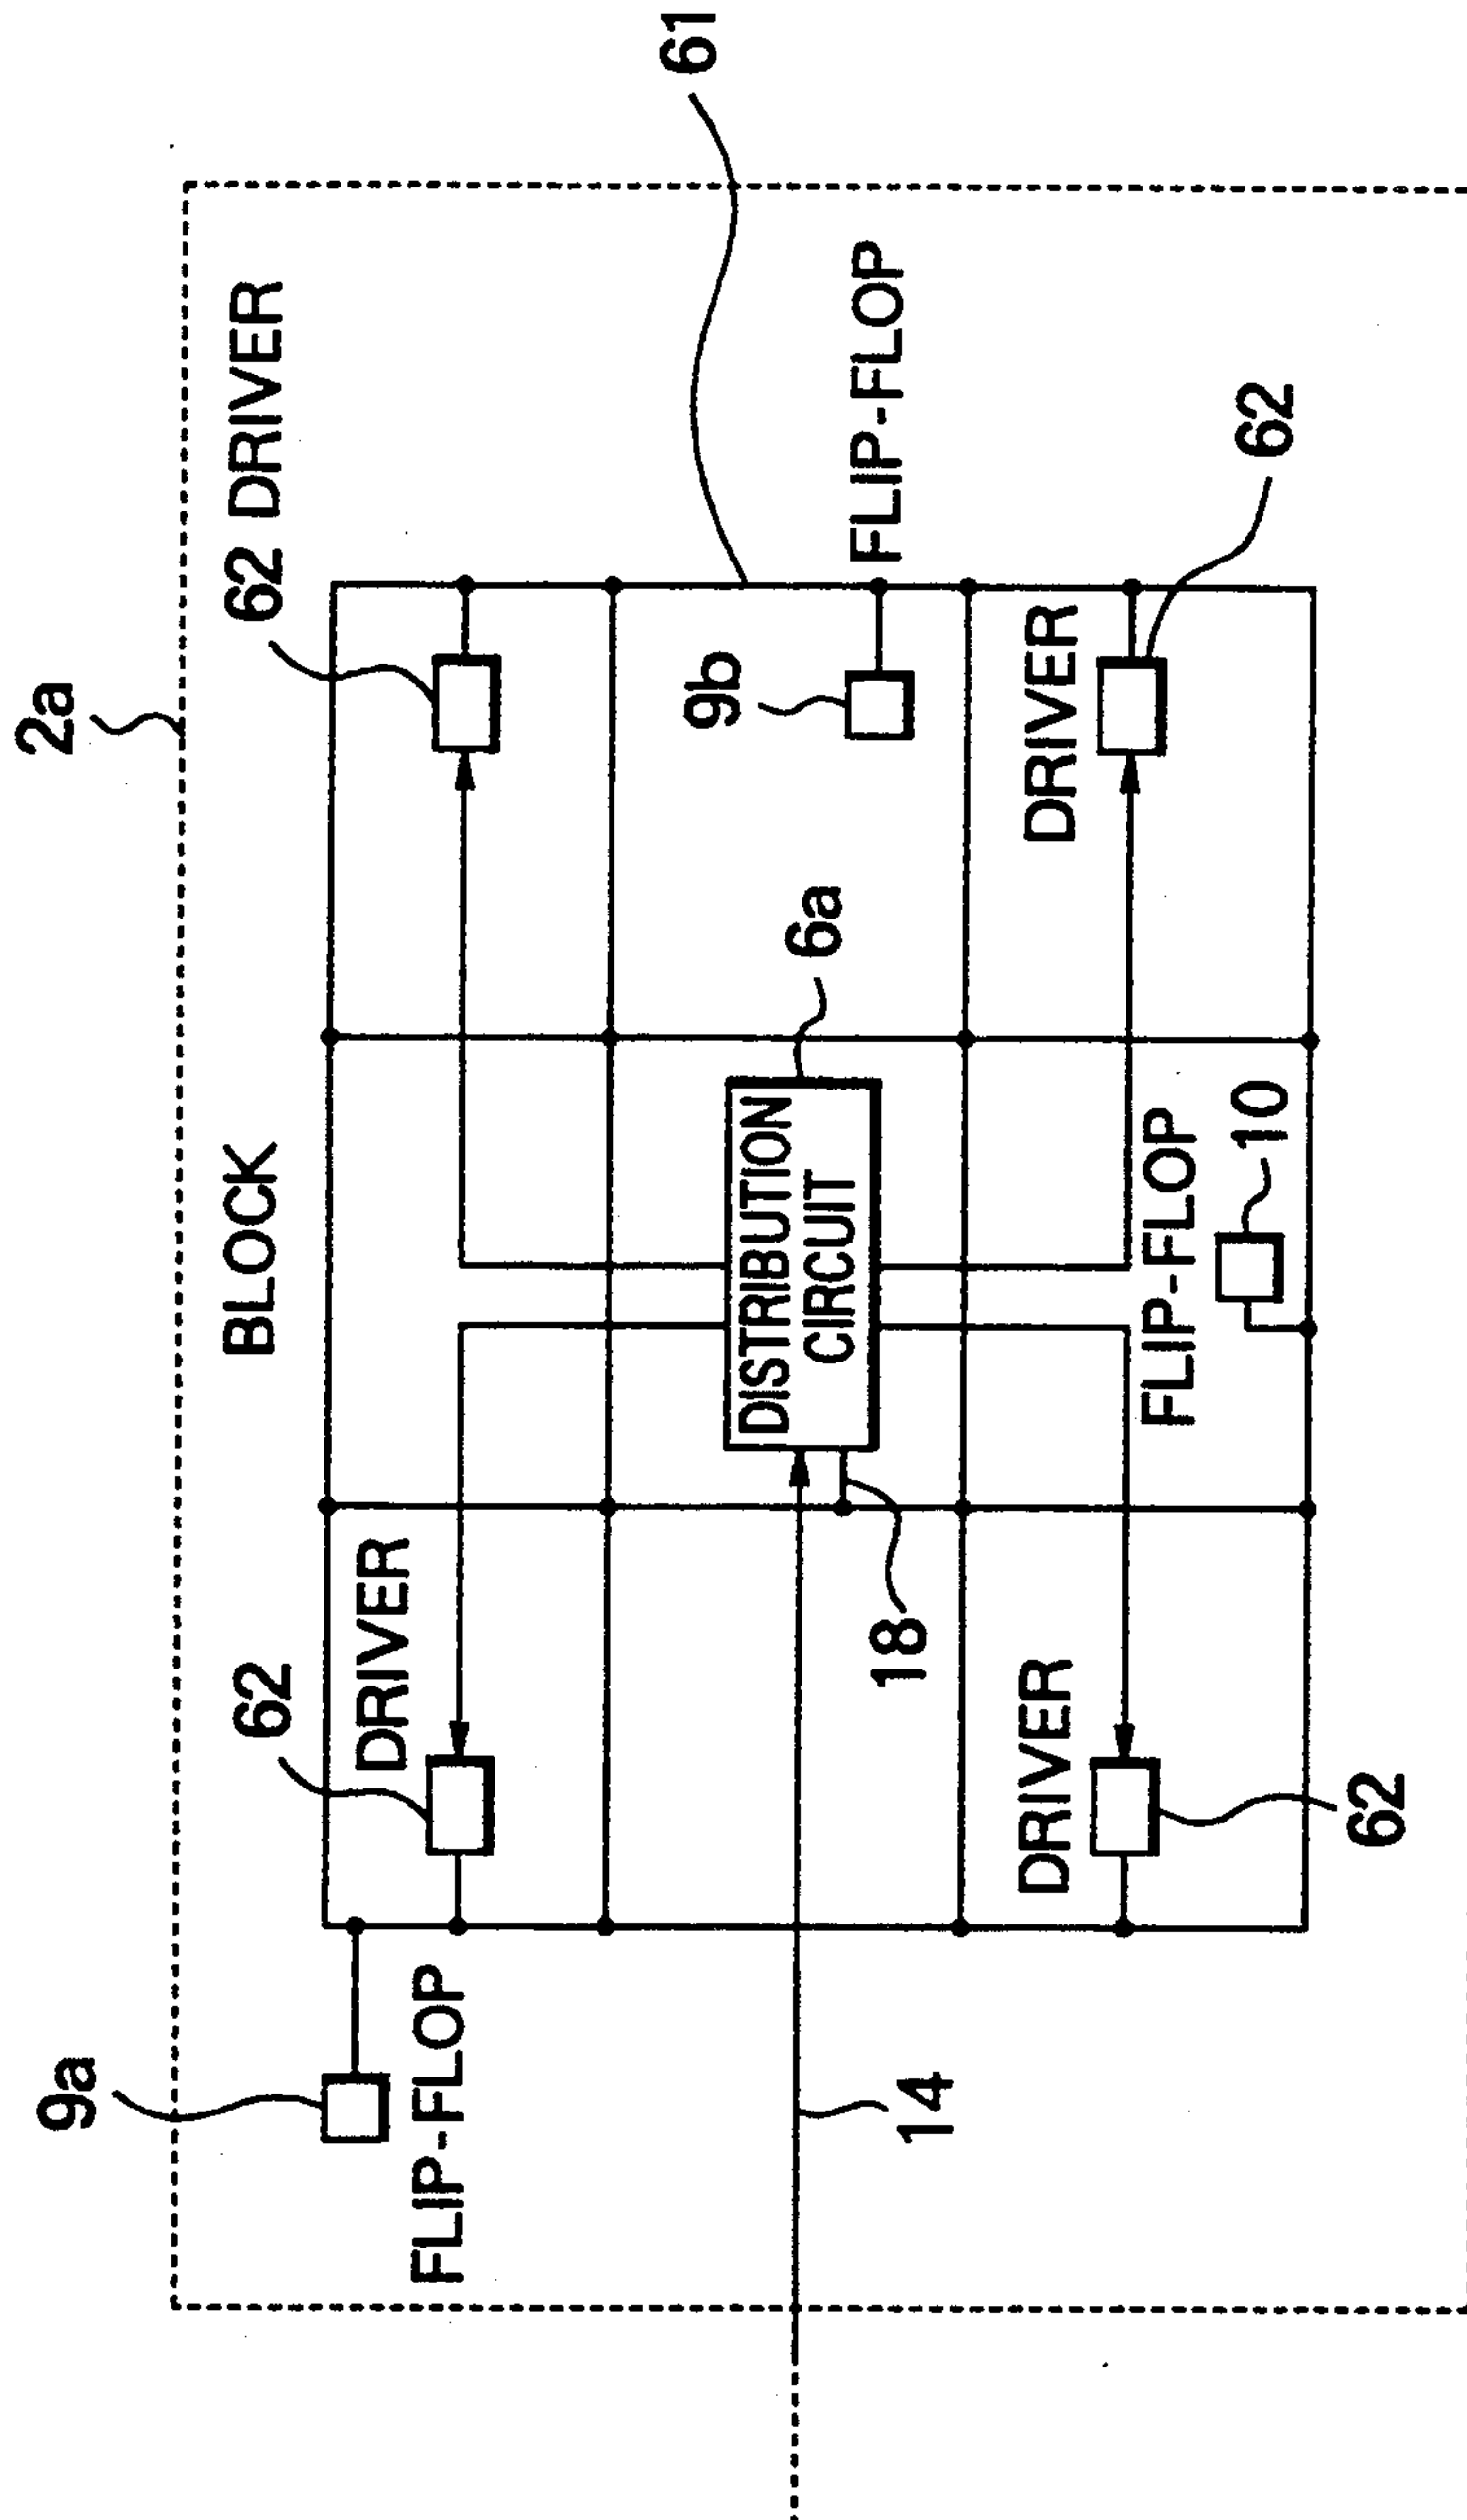 2a
BLOCK
62 DRIVER
61
9a
62
DRIVER
FLIP-FLOP
9b
FLIP-FLOP
6a
DISTRIBUTION
CIRCUIT
14
18
DRIVER
62
FLIP-FLOP
10
DRIVER
62